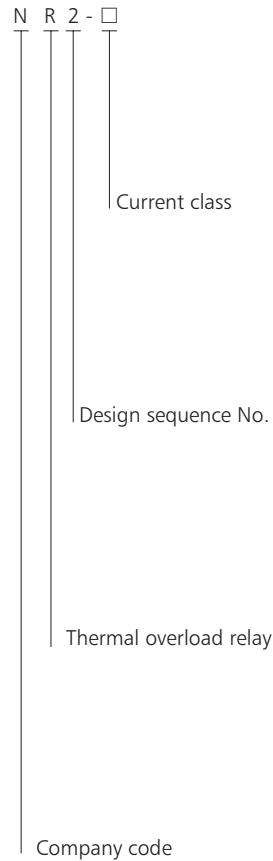 N R 2 - □
Current class
Design sequence No.
Thermal overload relay
Company code